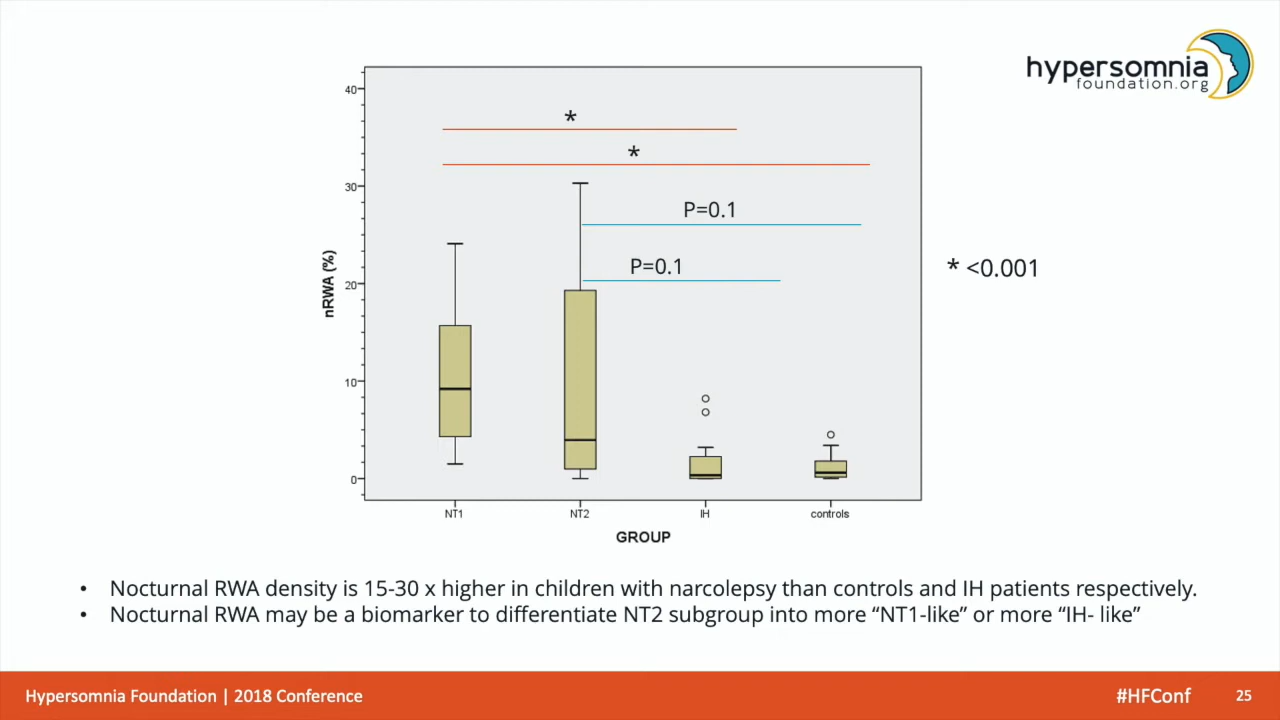 hypersomnia
foundation.org
40
*
*
30
P=0.1
nRWA (%)
P=0.1
* <0.001
20
10
0
NT1 NT2 IH controls
GROUP
• Nocturnal RWA density is 15-30 x higher in children with narcolepsy than controls and IH patients respectively.
• Nocturnal RWA may be a biomarker to differentiate NT2 subgroup into more “NT1-like” or more “IH- like”
Hypersomnia Foundation | 2018 Conference #HFConf 25